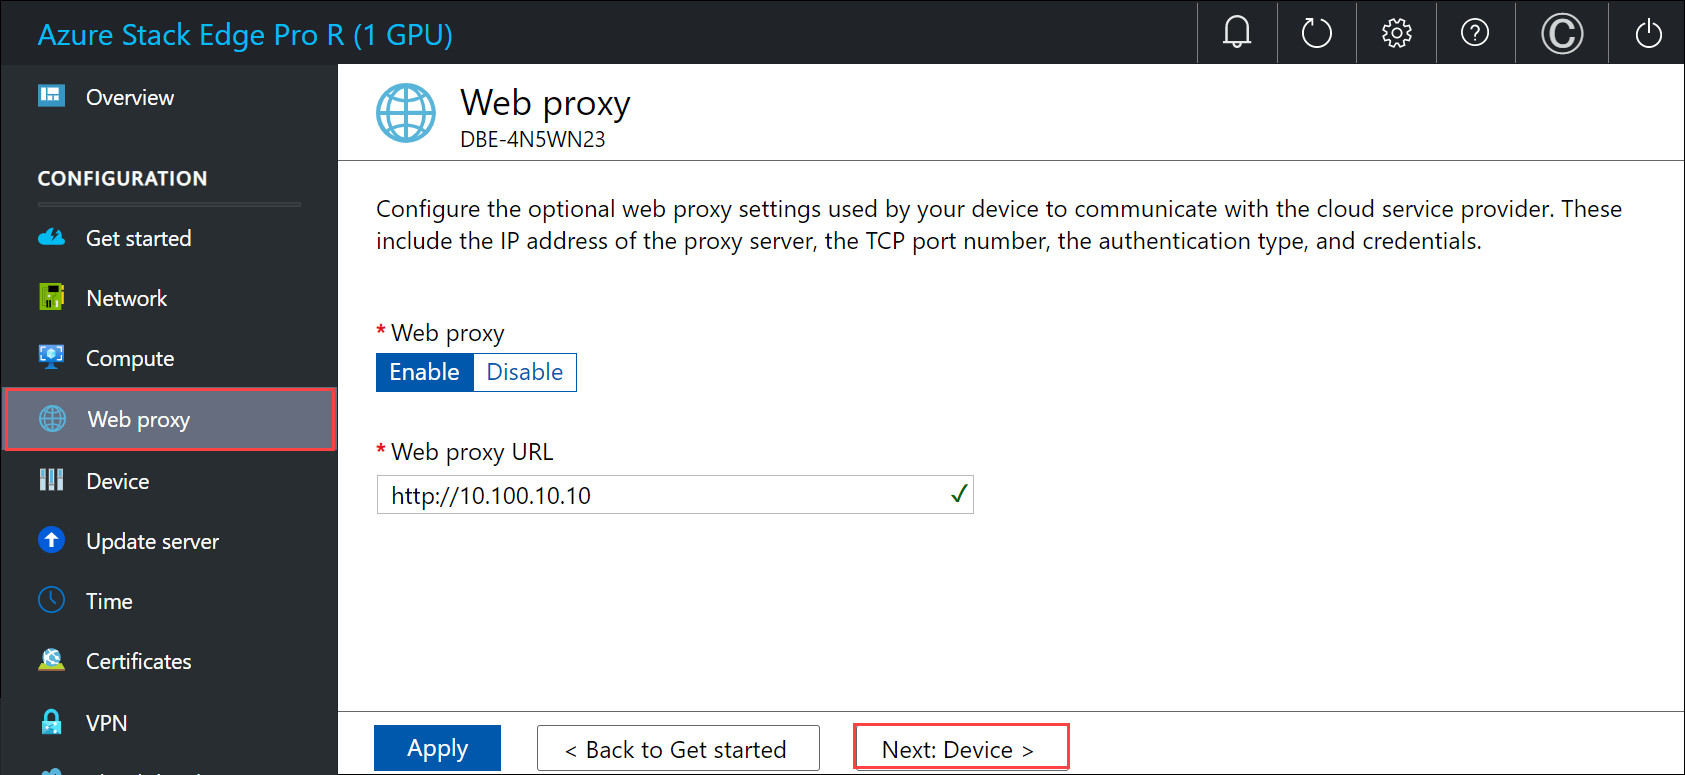 Azure Stack Edge Pro R (1 GPU)
Overview
CONFIGURATION
Get started
Network
Compute
Web proxy
Device
Update server
Time
Certificates
VPN
Web proxy
DBE-4N5WN23
Configure the optional web proxy settings used by your device to communicate with the cloud service provider. These
include the IP address of the proxy server, the TCP port number, the authentication type, and credentials.
* Web proxy
Enable Disable
* Web proxy URL
http://10.100.10.10
Apply < Back to Get started Next: Device >